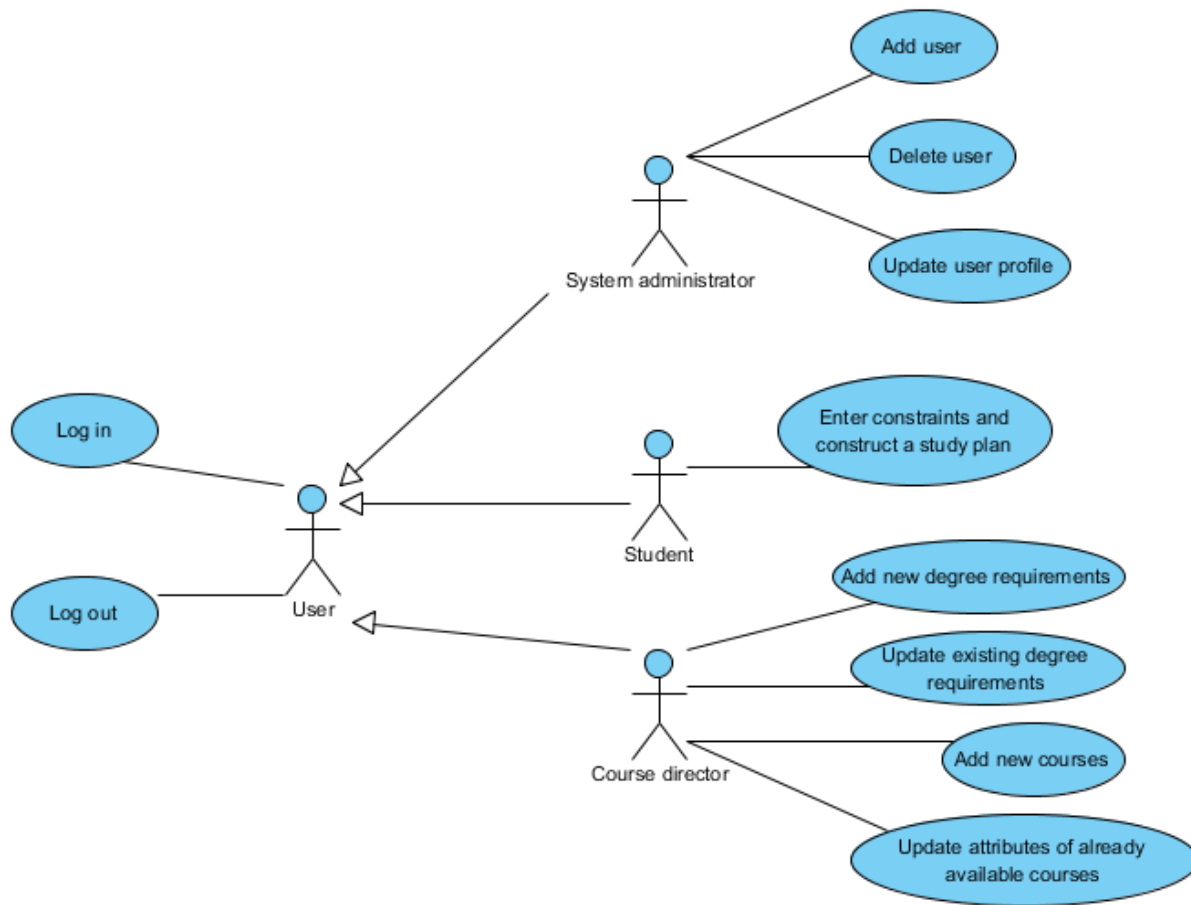 Add user
Delete user
System administrator
Update user profile
Log in
Enter constraints and
construct a study plan
Student
Log out
User
Add new degree requirements
Update existing degree
requirements
Add new courses
Course director
Update attributes of already
available courses